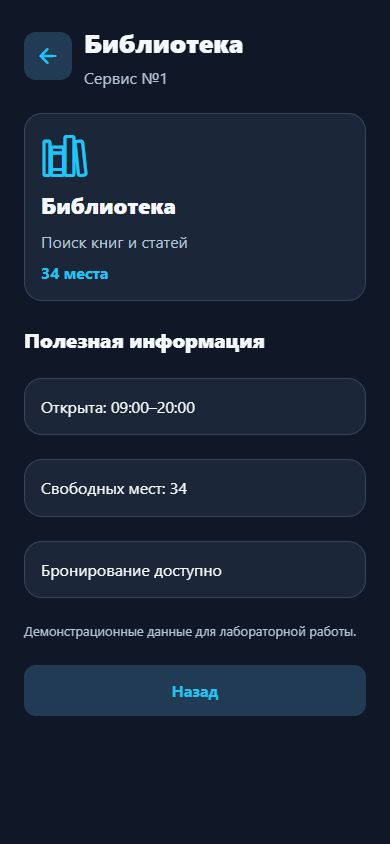 Библиотека
Сервис №1
Библиотека
Поиск книг и статей
34 места
Полезная информация
Открыта: 09:00–20:00
Свободных мест: 34
Бронирование доступно
Демонстрационные данные для лабораторной работы.
Назад